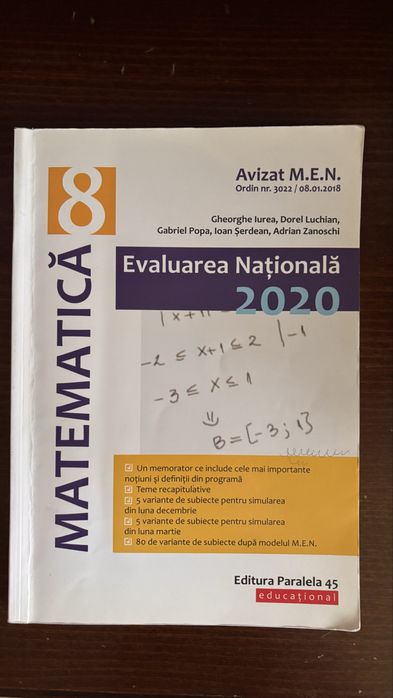 8
MATEMATICĂ
Avizat M.E.N.
Ordin nr. 3022 / 08.01.2018
Gheorghe Iurea, Dorel Luchian,
Gabriel Popa, Ioan Șerdean, Adrian Zanoschi
Evaluarea Națională
2020
-2 ≤ x+1 ≤ 2 |-1
-3 ≤ x ≤ 1
⇓
B = [-3 ; 1]
Un memorator ce include cele mai importante
noțiuni și definiții din programă
Teme recapitulative
5 variante de subiecte pentru simularea
din luna decembrie
5 variante de subiecte pentru simularea
din luna martie
80 de variante de subiecte după modelul M.E.N.
Editura Paralela 45
educațional